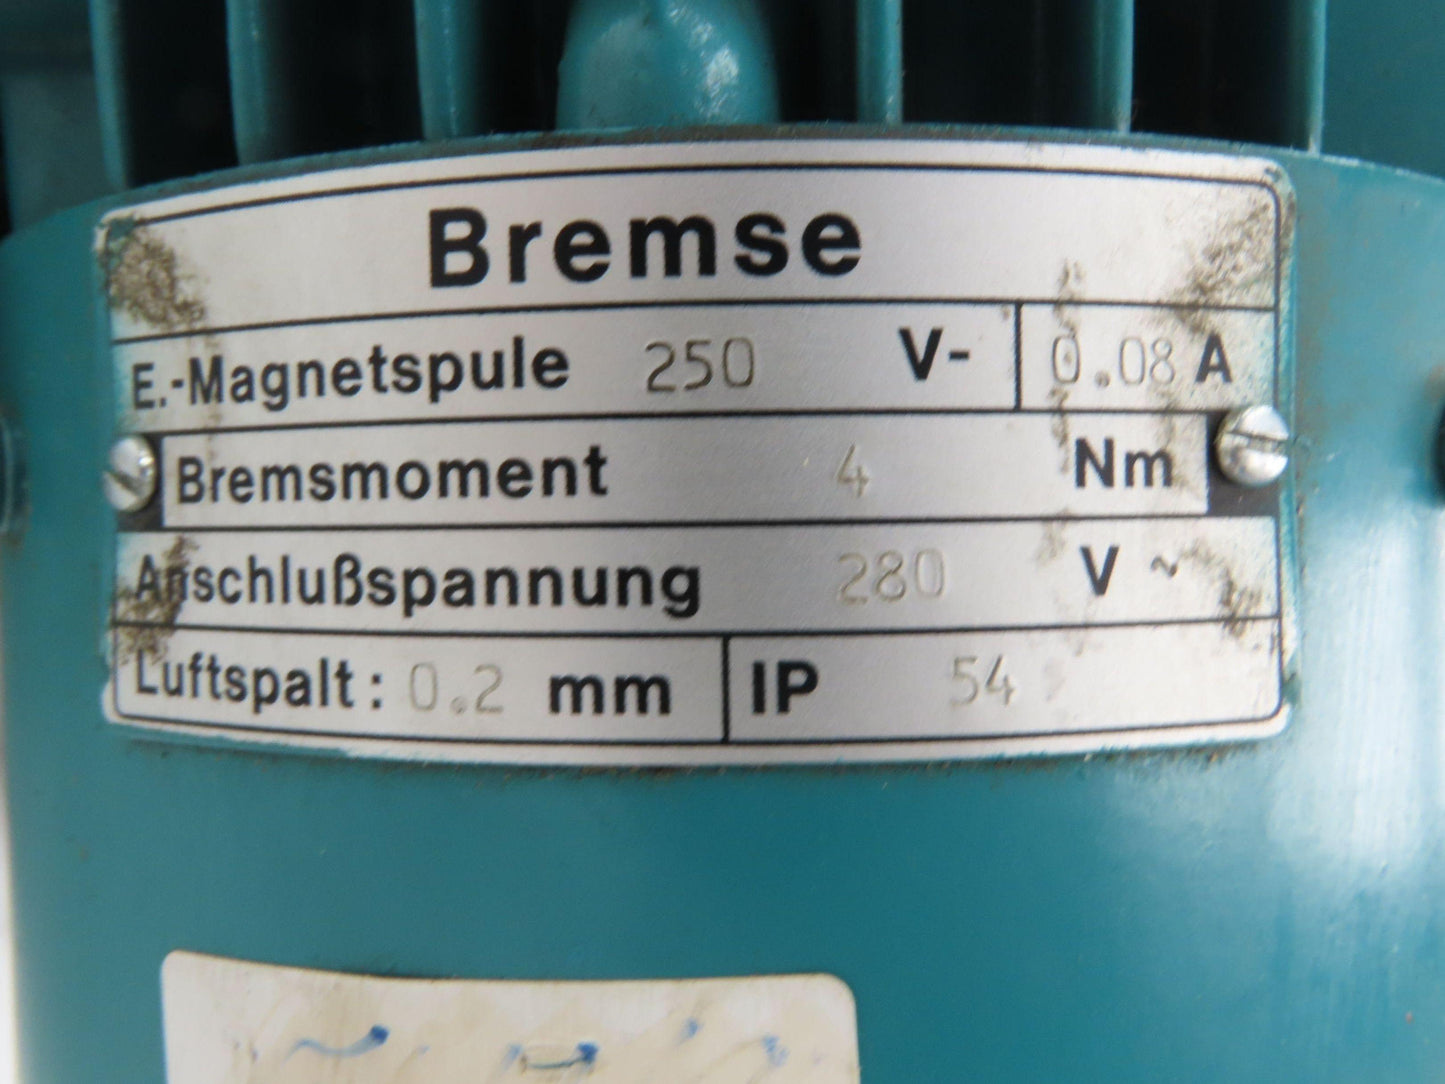 Bremse
E.-Magnetspule 250 V- 0.08 A
Bremsmoment 4 Nm
Anschlußspannung 280 V ~
Luftspalt: 0.2 mm IP 54